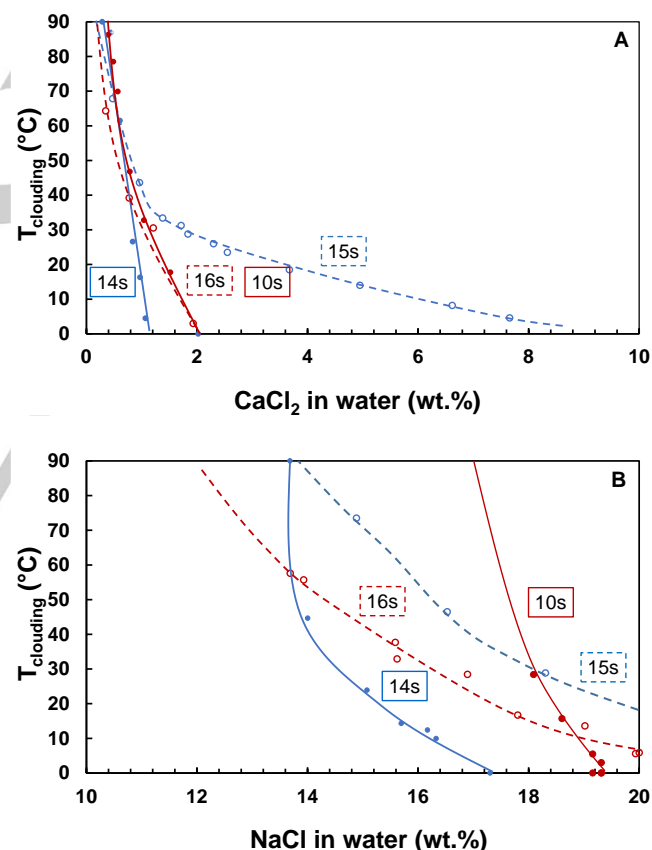 A
90
80
70
60
50
40
30
20
10
0
T_clouding (°C)
15s
14s
16s
10s
0 2 4 6 8 10
CaCl₂ in water (wt.%)
B
90
80
70
60
50
40
30
20
10
0
T_clouding (°C)
16s
10s
15s
14s
10 12 14 16 18 20
NaCl in water (wt.%)